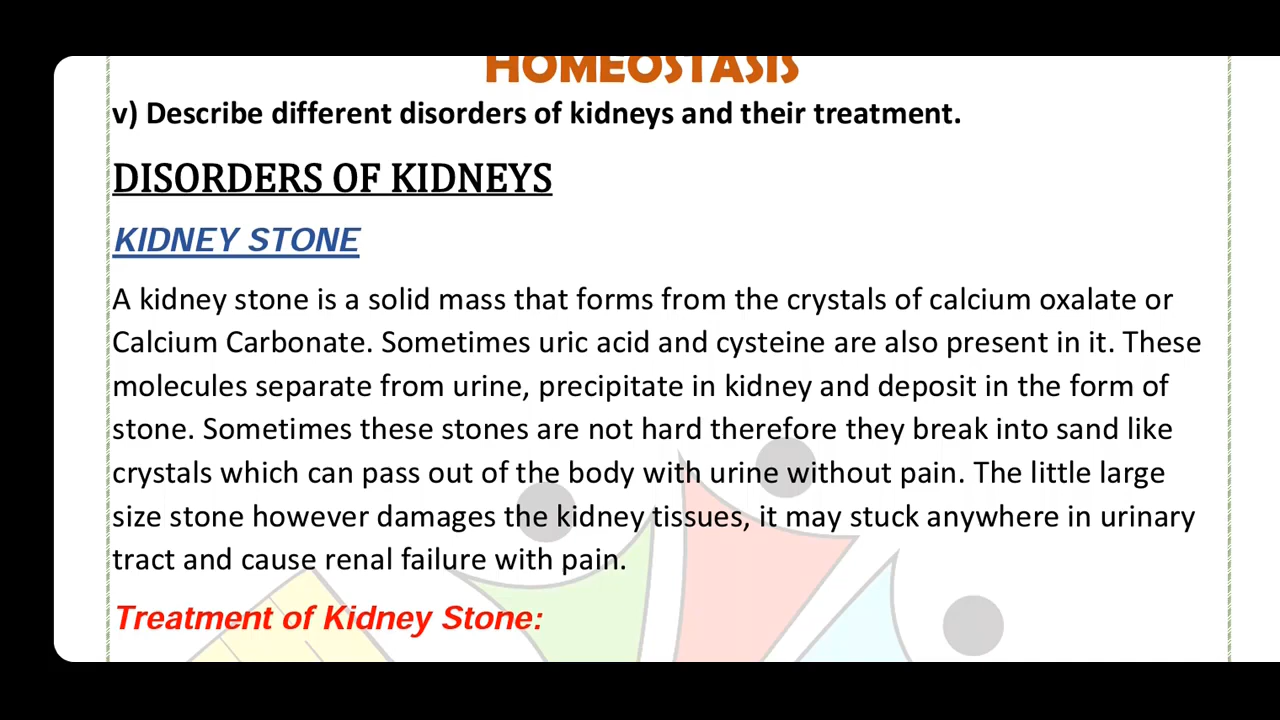 HOMEOSTASIS
v) Describe different disorders of kidneys and their treatment.
DISORDERS OF KIDNEYS
KIDNEY STONE
A kidney stone is a solid mass that forms from the crystals of calcium oxalate or
Calcium Carbonate. Sometimes uric acid and cysteine are also present in it. These
molecules separate from urine, precipitate in kidney and deposit in the form of
stone. Sometimes these stones are not hard therefore they break into sand like
crystals which can pass out of the body with urine without pain. The little large
size stone however damages the kidney tissues, it may stuck anywhere in urinary
tract and cause renal failure with pain.
Treatment of Kidney Stone: